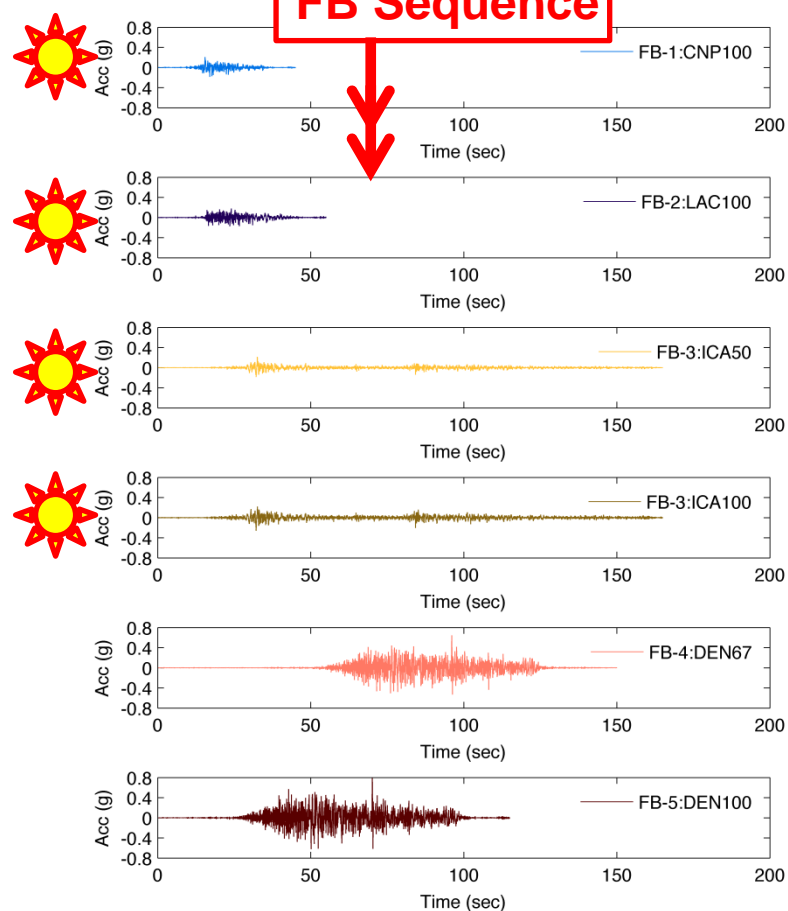 FB Sequence
0.8
0.4
0
-0.4
-0.8
Acc (g)
FB-1:CNP100
0 50 100 150 200
Time (sec)
0.8
0.4
0
-0.4
-0.8
Acc (g)
FB-2:LAC100
0 50 100 150 200
Time (sec)
0.8
0.4
0
-0.4
-0.8
Acc (g)
FB-3:ICA50
0 50 100 150 200
Time (sec)
0.8
0.4
0
-0.4
-0.8
Acc (g)
FB-3:ICA100
0 50 100 150 200
Time (sec)
0.8
0.4
0
-0.4
-0.8
Acc (g)
FB-4:DEN67
0 50 100 150 200
Time (sec)
0.8
0.4
0
-0.4
-0.8
Acc (g)
FB-5:DEN100
0 50 100 150 200
Time (sec)